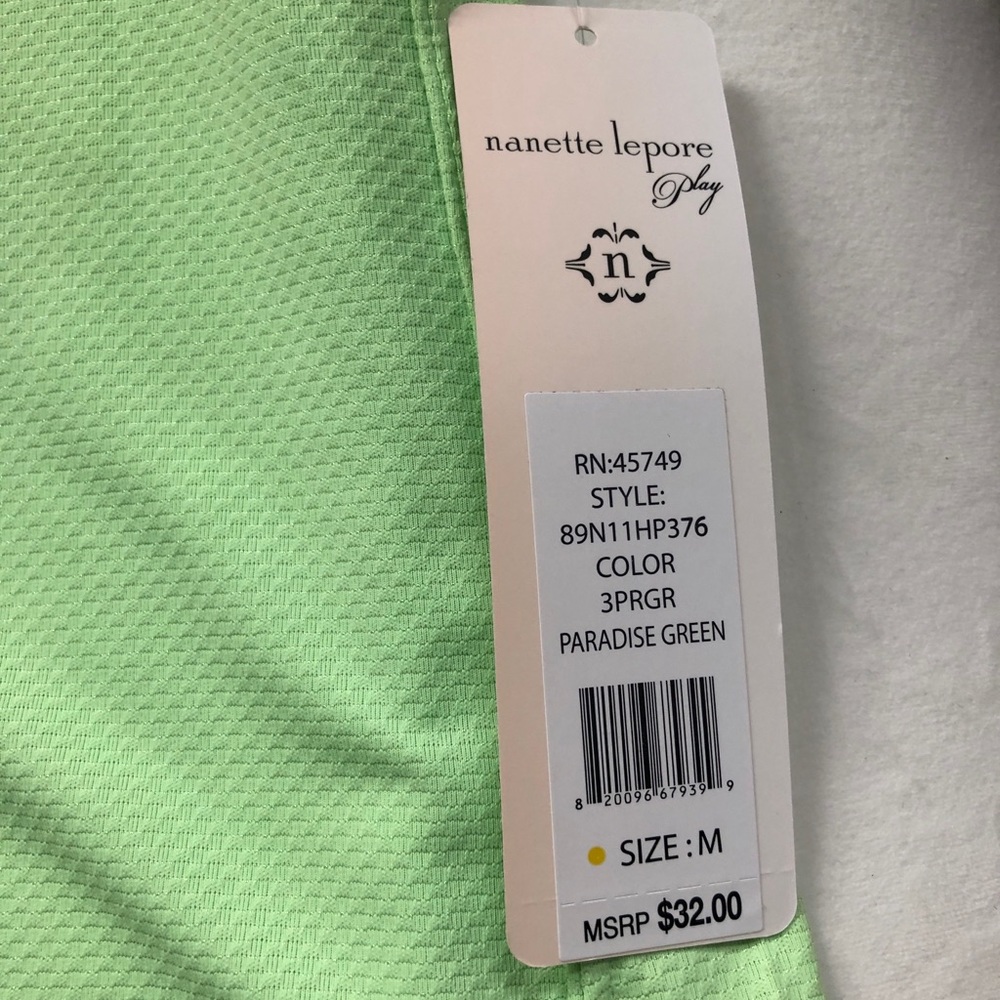 nanette lepore
Play
n
RN:45749
STYLE:
89N11HP376
COLOR
3PRGR
PARADISE GREEN
8 20096 67939 9
SIZE : M
MSRP $32.00